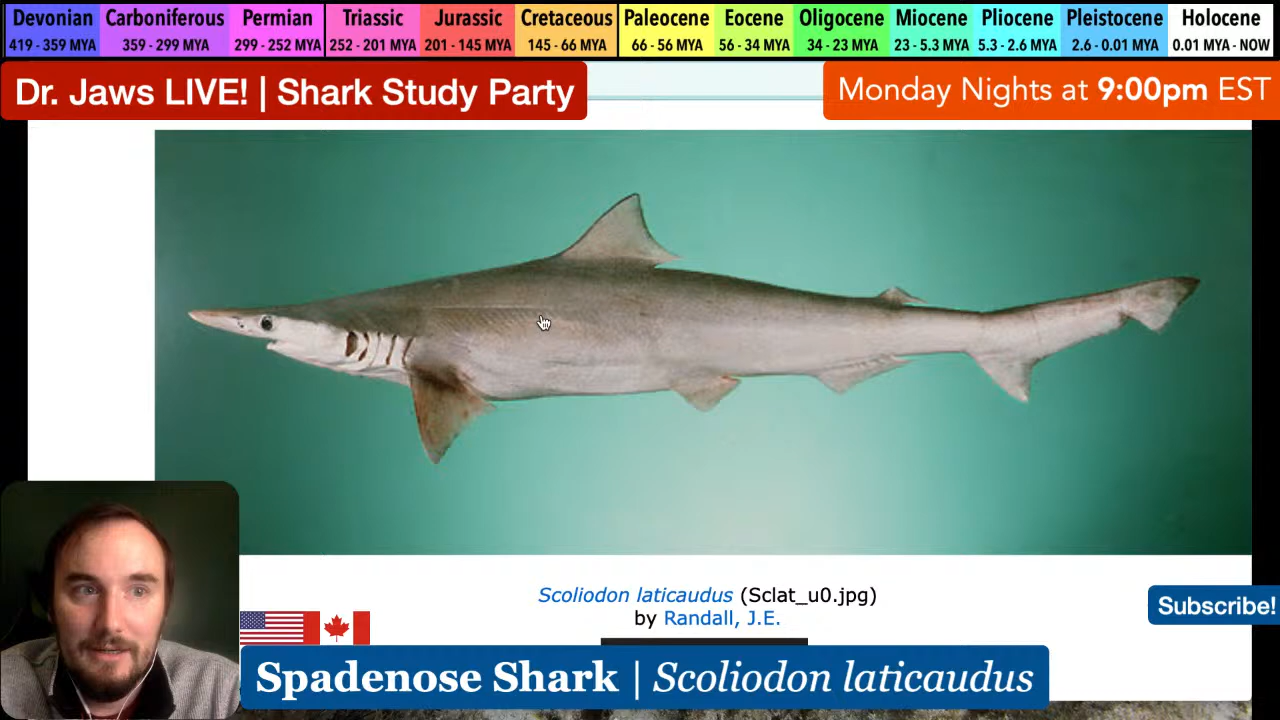 Devonian Carboniferous Permian Triassic Jurassic Cretaceous Paleocene Eocene Oligocene Miocene Pliocene Pleistocene Holocene
419 - 359 MYA 359 - 299 MYA 299 - 252 MYA 252 - 201 MYA 201 - 145 MYA 145 - 66 MYA 66 - 56 MYA 56 - 34 MYA 34 - 23 MYA 23 - 5.3 MYA 5.3 - 2.6 MYA 2.6 - 0.01 MYA 0.01 MYA - NOW
Dr. Jaws LIVE! | Shark Study Party
Monday Nights at 9:00pm EST
Scoliodon laticaudus (Sclat_u0.jpg)
by Randall, J.E.
Subscribe!
Spadenose Shark | Scoliodon laticaudus